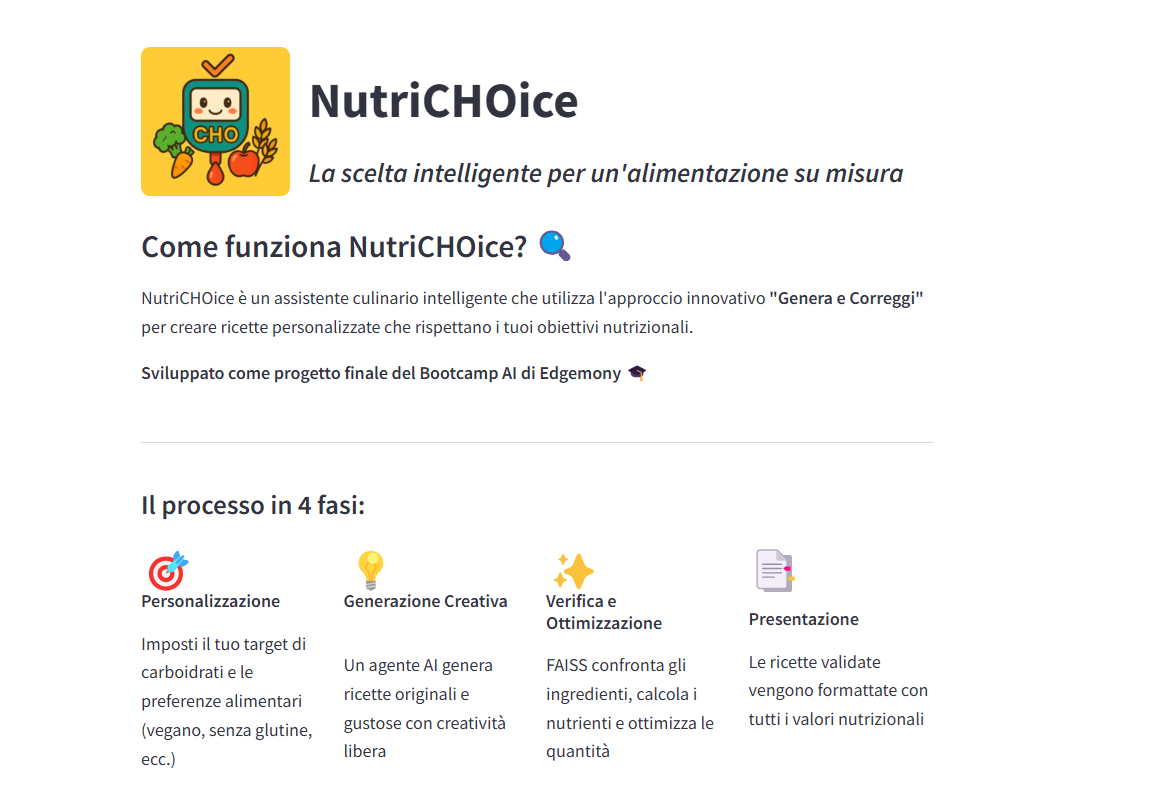 CHO
NutriCHOice
La scelta intelligente per un'alimentazione su misura
Come funziona NutriCHOice?
NutriCHOice è un assistente culinario intelligente che utilizza l'approccio innovativo "Genera e Correggi"
per creare ricette personalizzate che rispettano i tuoi obiettivi nutrizionali.
Sviluppato come progetto finale del Bootcamp AI di Edgemony
Il processo in 4 fasi:
Personalizzazione
Imposti il tuo target di
carboidrati e le
preferenze alimentari
(vegano, senza glutine,
ecc.)
Generazione Creativa
Un agente AI genera
ricette originali e
gustose con creatività
libera
Verifica e
Ottimizzazione
FAISS confronta gli
ingredienti, calcola i
nutrienti e ottimizza le
quantità
Presentazione
Le ricette validate
vengono formattate con
tutti i valori nutrizionali